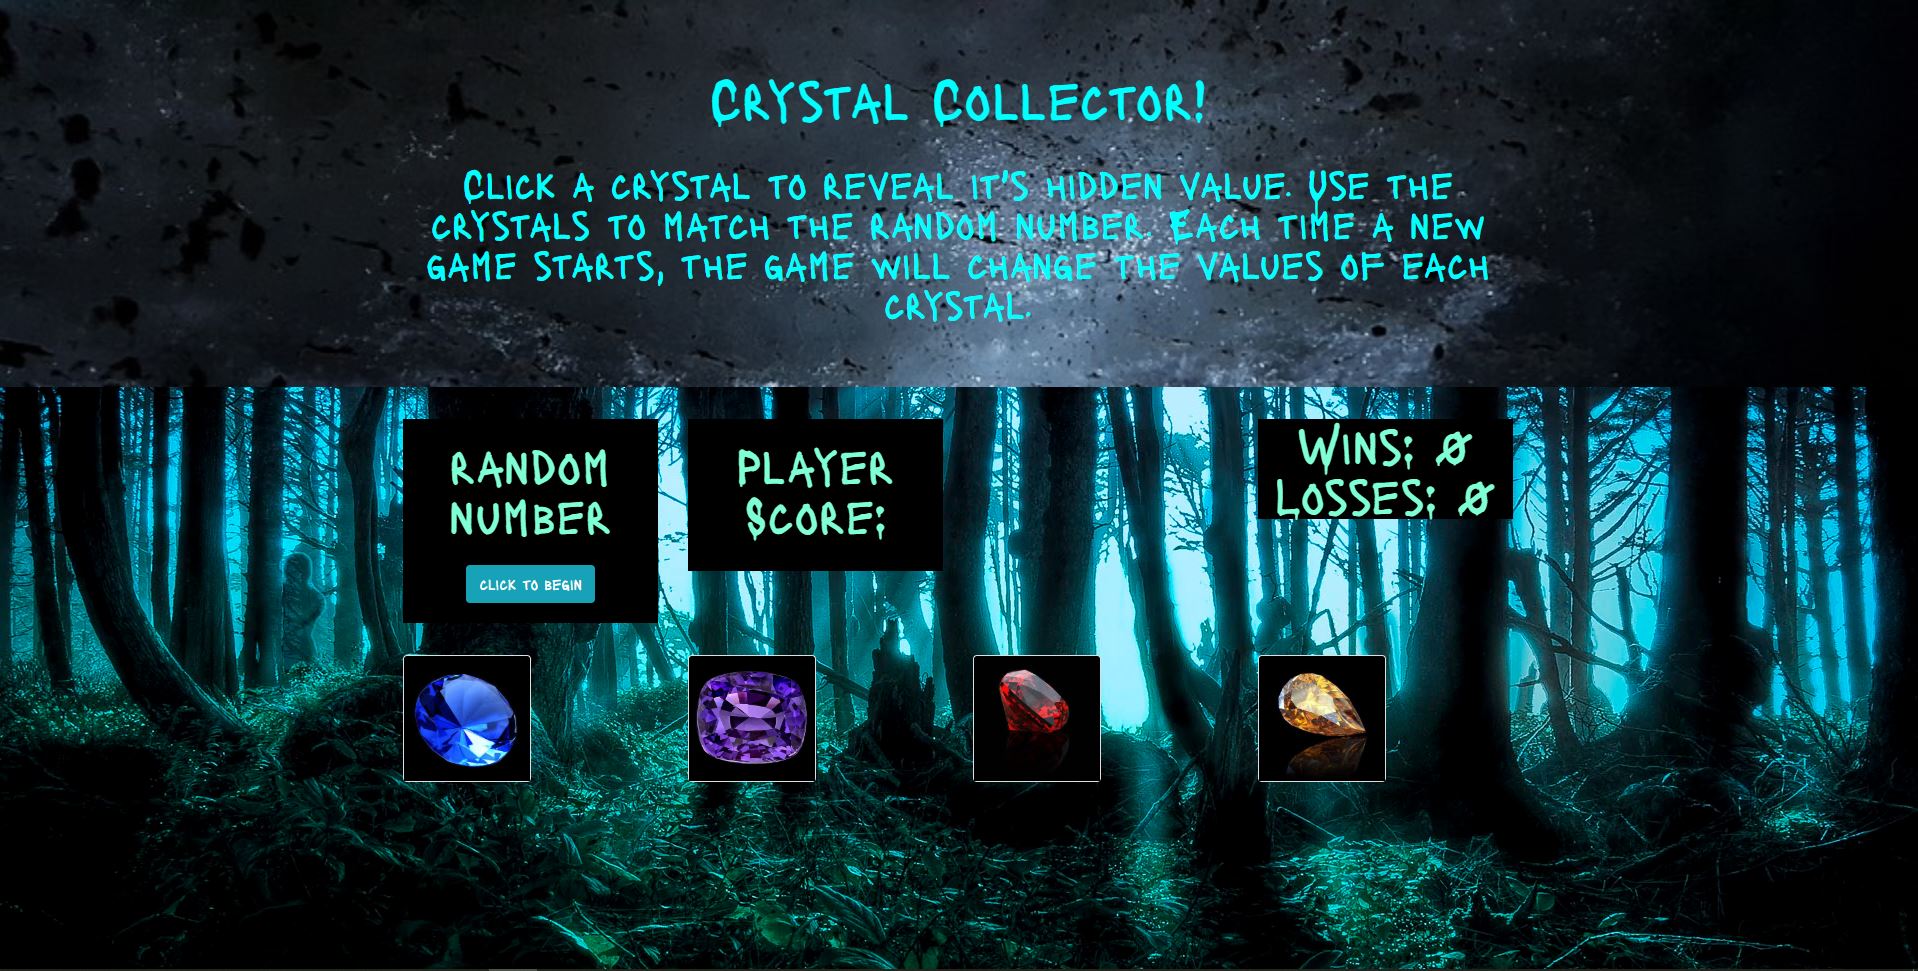 Crystal Collector!
Click a crystal to reveal it's hidden value. Use the
crystals to match the random number. Each time a new
game starts, the game will change the values of each
crystal.
Random
Number
Click to begin
Player
Score:
Wins: 0
Losses: 0